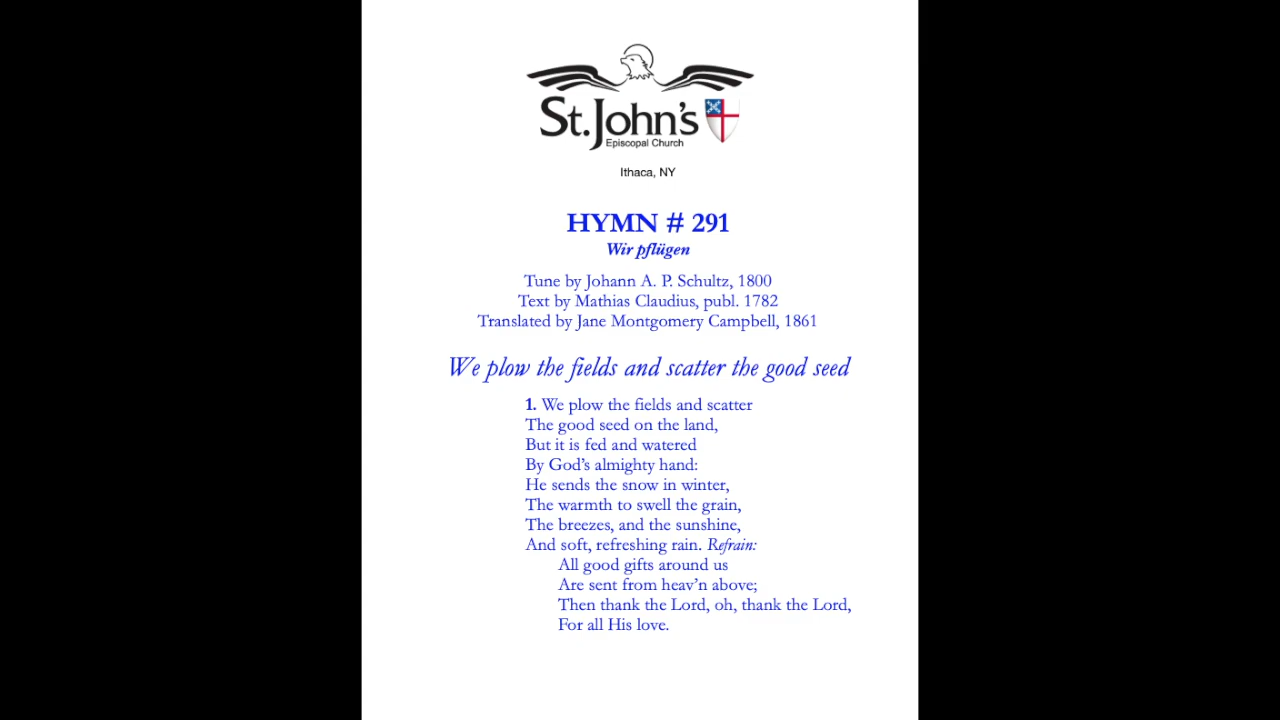 St. John's
Episcopal Church
Ithaca, NY
HYMN # 291
Wir pflügen
Tune by Johann A. P. Schultz, 1800
Text by Mathias Claudius, publ. 1782
Translated by Jane Montgomery Campbell, 1861
We plow the fields and scatter the good seed
1. We plow the fields and scatter
The good seed on the land,
But it is fed and watered
By God’s almighty hand:
He sends the snow in winter,
The warmth to swell the grain,
The breezes, and the sunshine,
And soft, refreshing rain. Refrain:
All good gifts around us
Are sent from heav’n above;
Then thank the Lord, oh, thank the Lord,
For all His love.